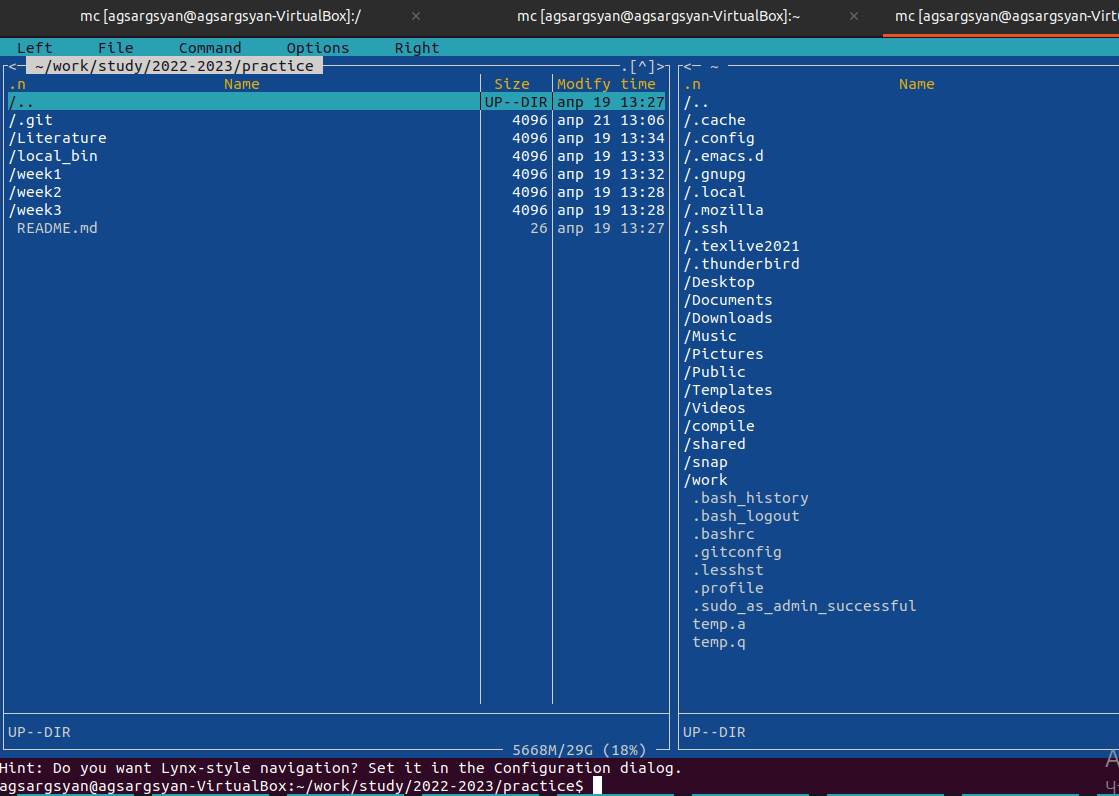 mc [agsargsyan@agsargsyan-VirtualBox]:/ × mc [agsargsyan@agsargsyan-VirtualBox]:~ × mc [agsargsyan@agsargsyan-Virt
Left File Command Options Right
<─ ~/work/study/2022-2023/practice .[^]>
.n Name Size Modify time
/.. UP--DIR апр 19 13:27
/.git 4096 апр 21 13:06
/Literature 4096 апр 19 13:34
/local_bin 4096 апр 19 13:33
/week1 4096 апр 19 13:32
/week2 4096 апр 19 13:28
/week3 4096 апр 19 13:28
README.md 26 апр 19 13:27
UP--DIR
5668M/29G (18%)
<─ ~
.n Name
/..
/.cache
/.config
/.emacs.d
/.gnupg
/.local
/.mozilla
/.ssh
/.texlive2021
/.thunderbird
/Desktop
/Documents
/Downloads
/Music
/Pictures
/Public
/Templates
/Videos
/compile
/shared
/snap
/work
.bash_history
.bash_logout
.bashrc
.gitconfig
.lesshst
.profile
.sudo_as_admin_successful
temp.a
temp.q
UP--DIR
Hint: Do you want Lynx-style navigation? Set it in the Configuration dialog.
agsargsyan@agsargsyan-VirtualBox:~/work/study/2022-2023/practice$